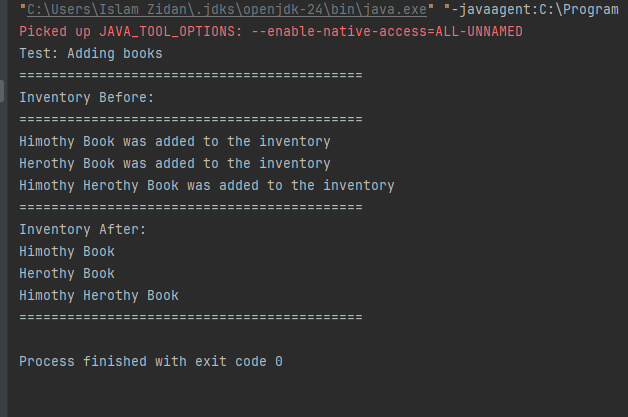 "C:\Users\Islam Zidan\.jdks\openjdk-24\bin\java.exe" "-javaagent:C:\Program
Picked up JAVA_TOOL_OPTIONS: --enable-native-access=ALL-UNNAMED
Test: Adding books
===========================================
Inventory Before:
===========================================
Himothy Book was added to the inventory
Herothy Book was added to the inventory
Himothy Herothy Book was added to the inventory
===========================================
Inventory After:
Himothy Book
Herothy Book
Himothy Herothy Book
===========================================
Process finished with exit code 0